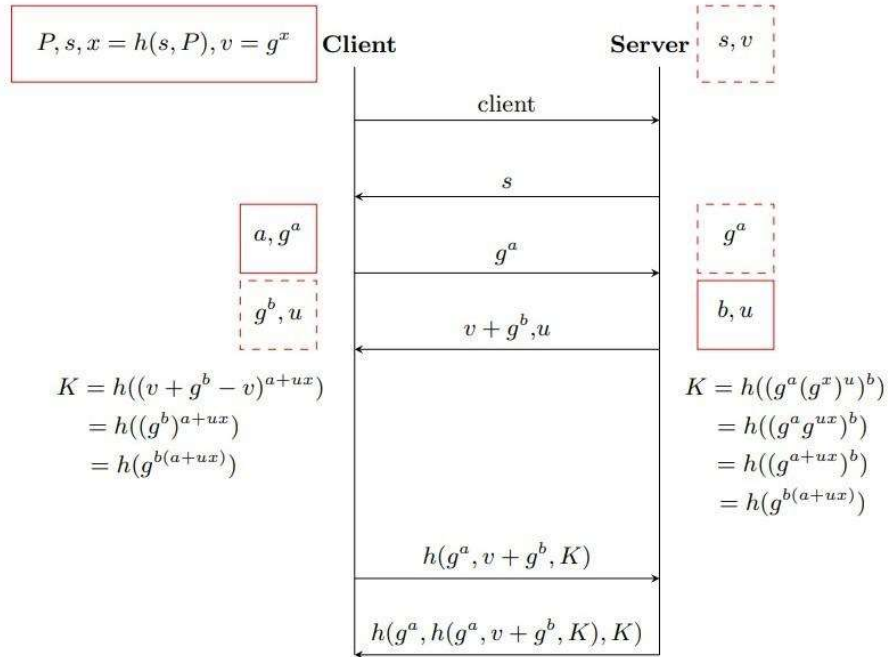 P, s, x = h(s, P), v = g^x Client Server s, v
client
s
a, g^a g^a g^a
g^b, u v + g^b,u b, u
K = h((v + g^b − v)^{a+ux}) K = h((g^a(g^x)^u)^b)
= h((g^b)^{a+ux}) = h((g^a g^{ux})^b)
= h(g^{b(a+ux)}) = h((g^{a+ux})^b)
= h(g^{b(a+ux)})
h(g^a, v + g^b, K)
h(g^a, h(g^a, v + g^b, K), K)